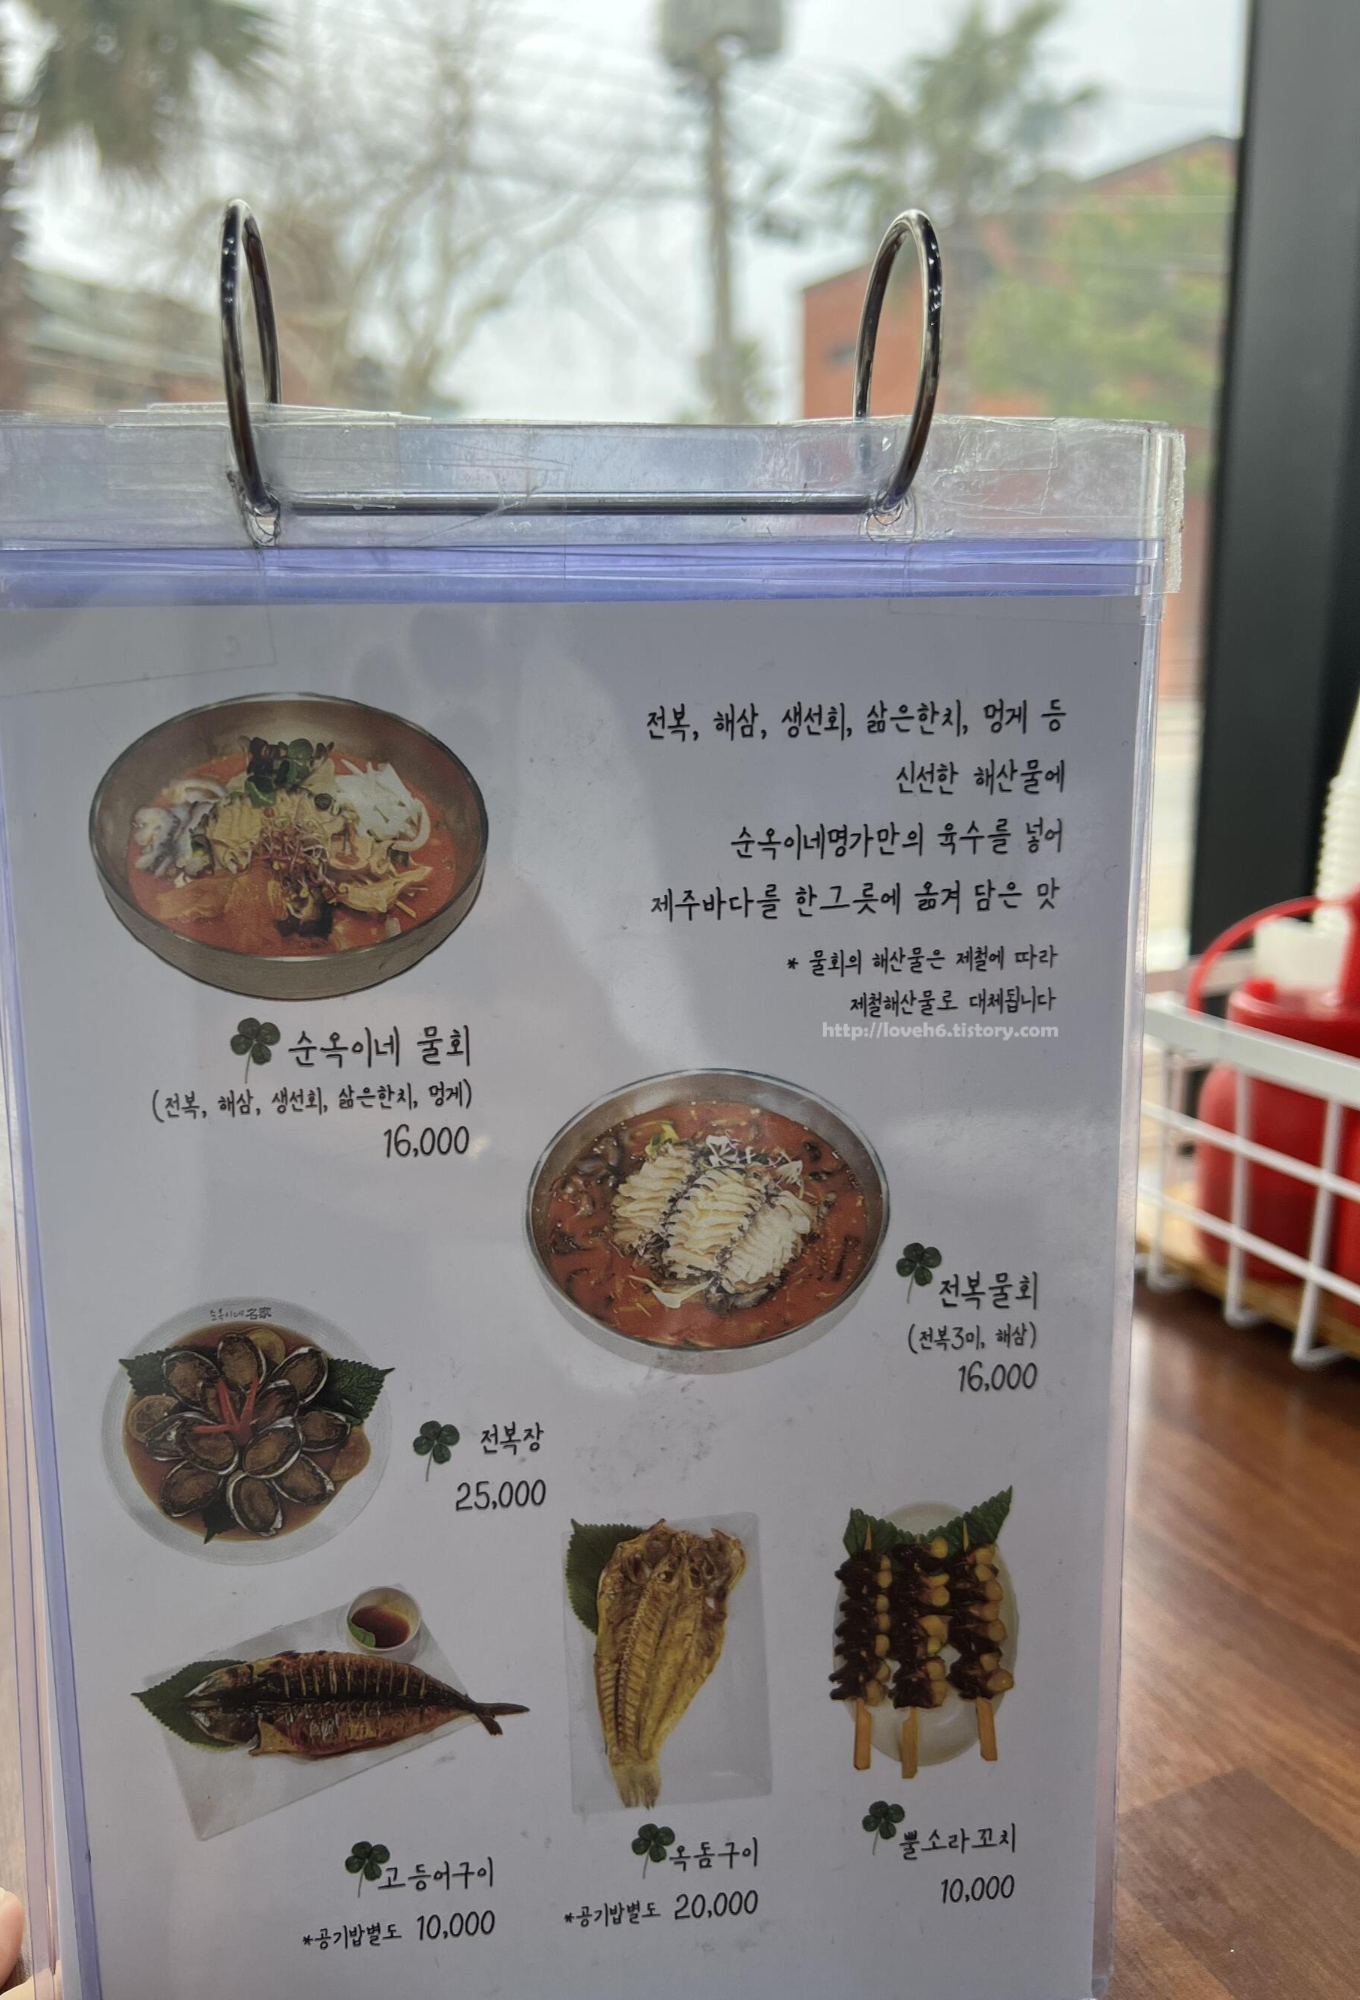 전복, 해삼, 생선회, 삶은한치, 멍게 등
신선한 해산물에
순옥이네명가만의 육수를 넣어
제주바다를 한그릇에 옮겨 담은 맛
* 물회의 해산물은 제철에 따라
제철해산물로 대체됩니다
http://loveh6.tistory.com
순옥이네 물회
(전복, 해삼, 생선회, 삶은한치, 멍게)
16,000
전복물회
(전복3미, 해삼)
16,000
순옥이네 名家
전복장
25,000
고등어구이
*공기밥별도 10,000
옥돔구이
*공기밥별도 20,000
뿔소라꼬치
10,000